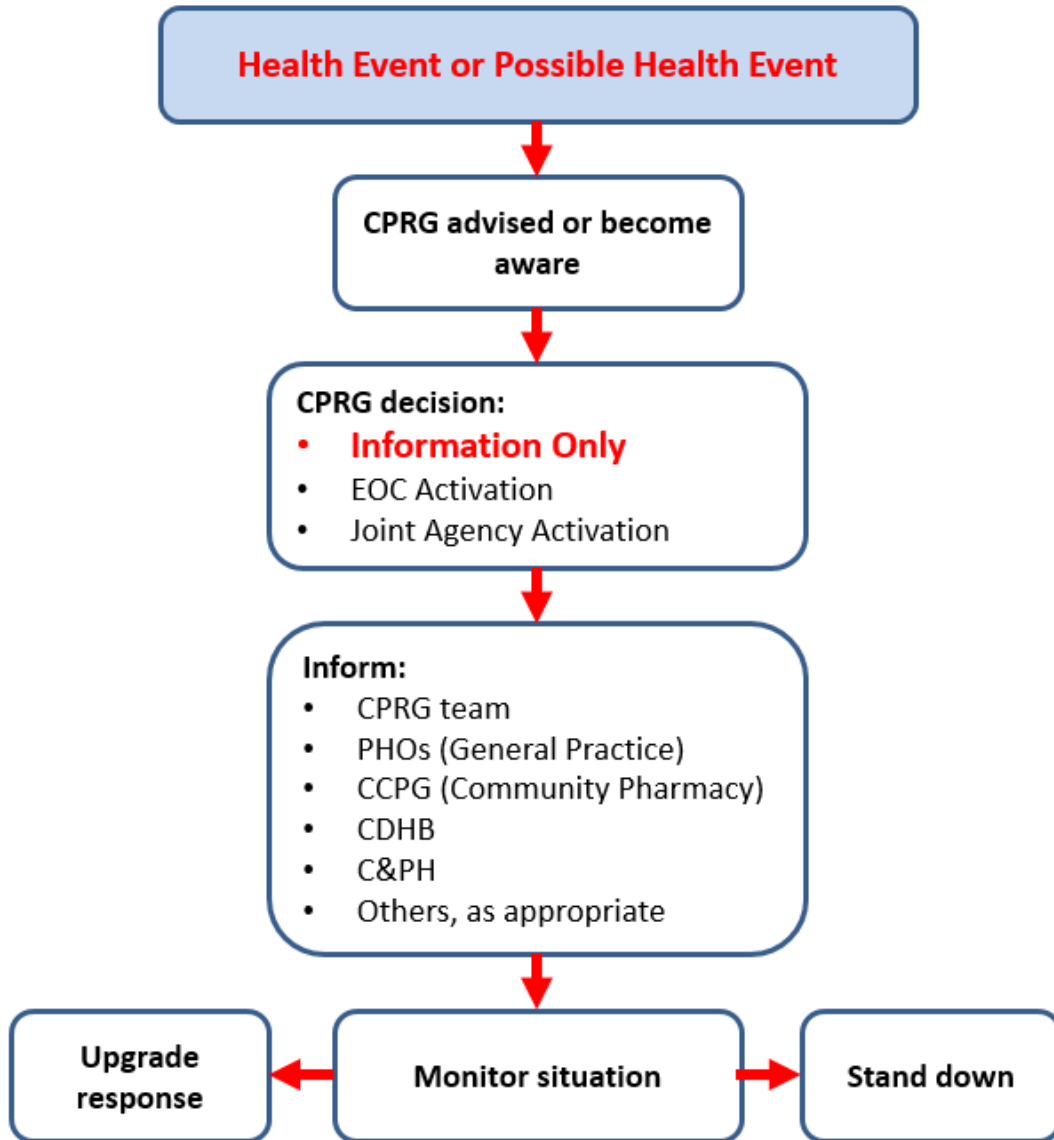 Health Event or Possible Health Event
CPRG advised or become
aware
CPRG decision:
• Information Only
• EOC Activation
• Joint Agency Activation
Inform:
• CPRG team
• PHOs (General Practice)
• CCPG (Community Pharmacy)
• CDHB
• C&PH
• Others, as appropriate
Upgrade
response
Monitor situation
Stand down